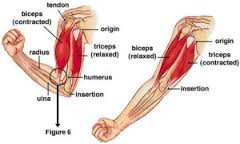 tendon
biceps
(contracted)
origin
radius
triceps
(relaxed)
humerus
ulna
insertion
Figure 6
origin
biceps
(relaxed)
triceps
(contracted)
insertion